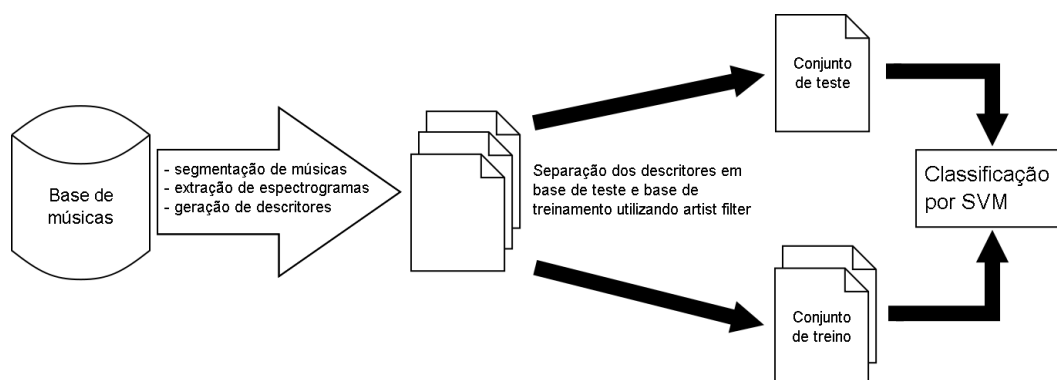 Base de
músicas
- segmentação de músicas
- extração de espectrogramas
- geração de descritores
Separação dos descritores em
base de teste e base de
treinamento utilizando artist filter
Conjunto
de teste
Conjunto
de treino
Classificação
por SVM